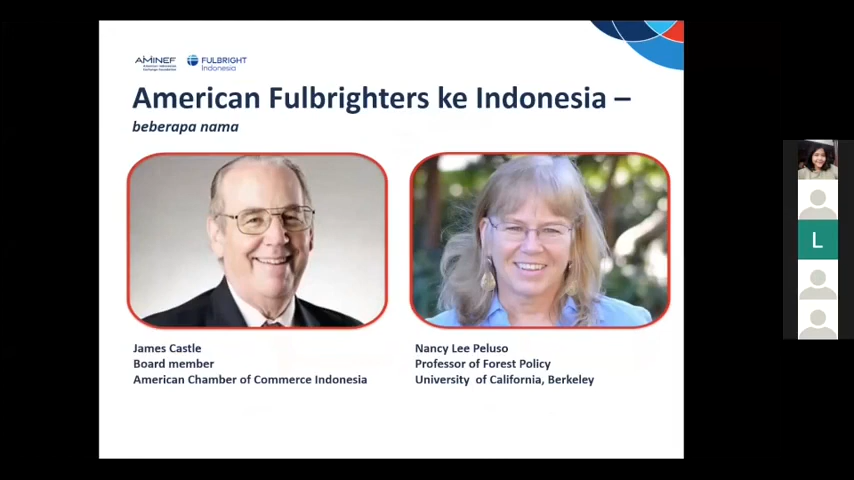 AMINEF
FULBRIGHT
Indonesia
American Fulbrighters ke Indonesia –
beberapa nama
James Castle
Board member
American Chamber of Commerce Indonesia
Nancy Lee Peluso
Professor of Forest Policy
University of California, Berkeley
L